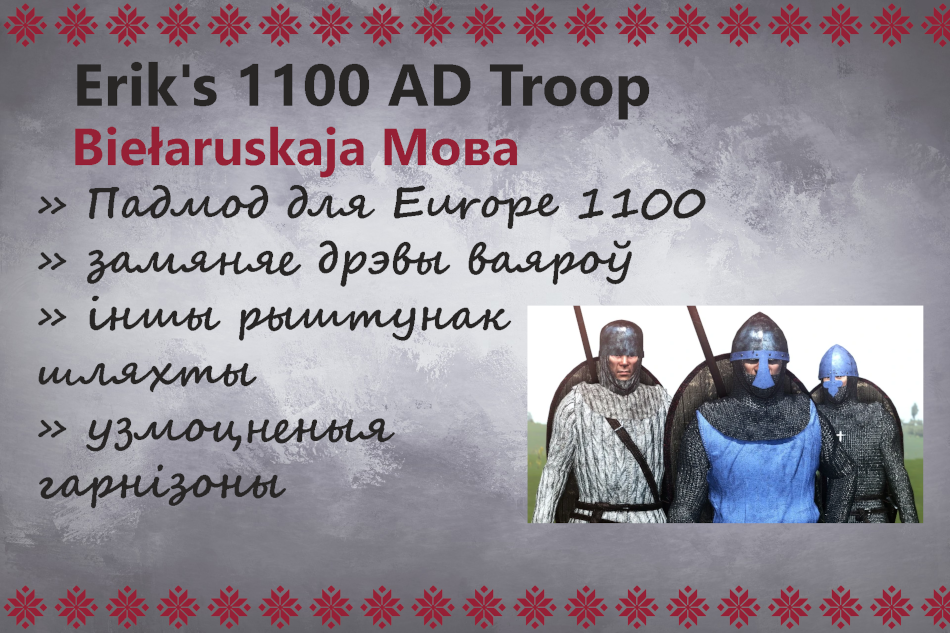 Erik's 1100 AD Troop
Biełaruskaja Мова
» Падмод для Europe 1100
» замяняе дрэвы ваяроў
» іншы рыштунак
шляхты
» узмоцненыя
гарнізоны